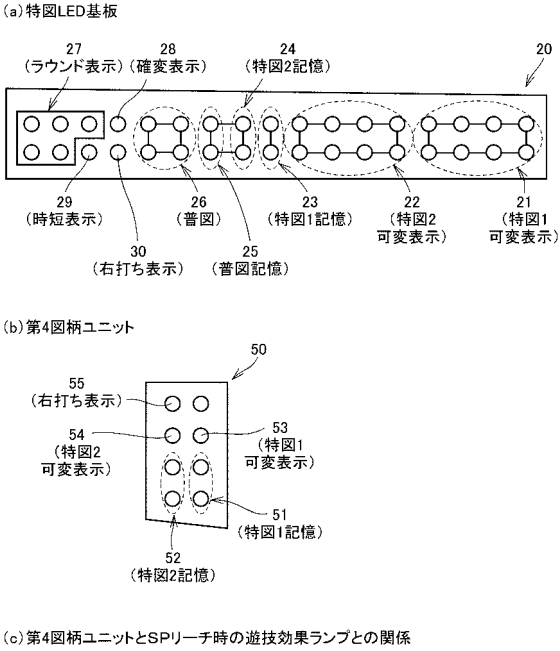 (a)特図LED基板
27
(ラウンド表示)
28
(確変表示)
24
(特図2記憶)
20
29
(時短表示)
30
(右打ち表示)
26
(普図)
25
(普図記憶)
23
(特図1記憶)
22
(特図2
可変表示)
21
(特図1
可変表示)
(b)第4図柄ユニット
50
55
(右打ち表示)
54
(特図2
可変表示)
53
(特図1
可変表示)
51
(特図1記憶)
52
(特図2記憶)
(c)第4図柄ユニットとSPリーチ時の遊技効果ランプとの関係